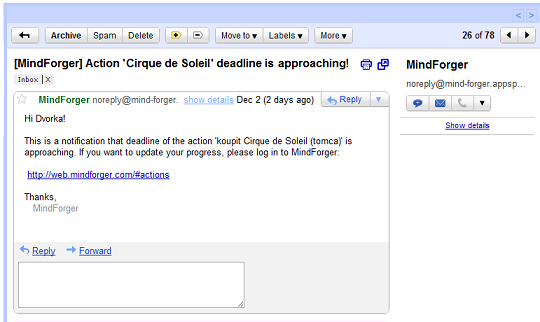 < >
Archive Spam Delete Move to ▼ Labels ▼ More ▼ 26 of 78
[MindForger] Action 'Cirque de Soleil' deadline is approaching!
Inbox X
MindForger noreply@mind-forger. show details Dec 2 (2 days ago) Reply ▼
Hi Dvorka!
This is a notification that deadline of the action 'koupit Cirque de Soleil (tomca)' is
approaching. If you want to update your progress, please log in to MindForger:
http://web.mindforger.com/#actions
Thanks,
MindForger
Reply Forward
MindForger
noreply@mind-forger.appsp…
Show details